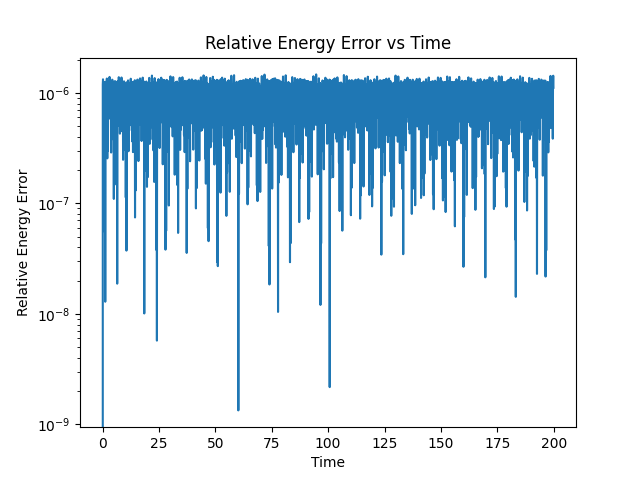 Relative Energy Error vs Time
Relative Energy Error
10⁻⁶
10⁻⁷
10⁻⁸
10⁻⁹
0 25 50 75 100 125 150 175 200
Time